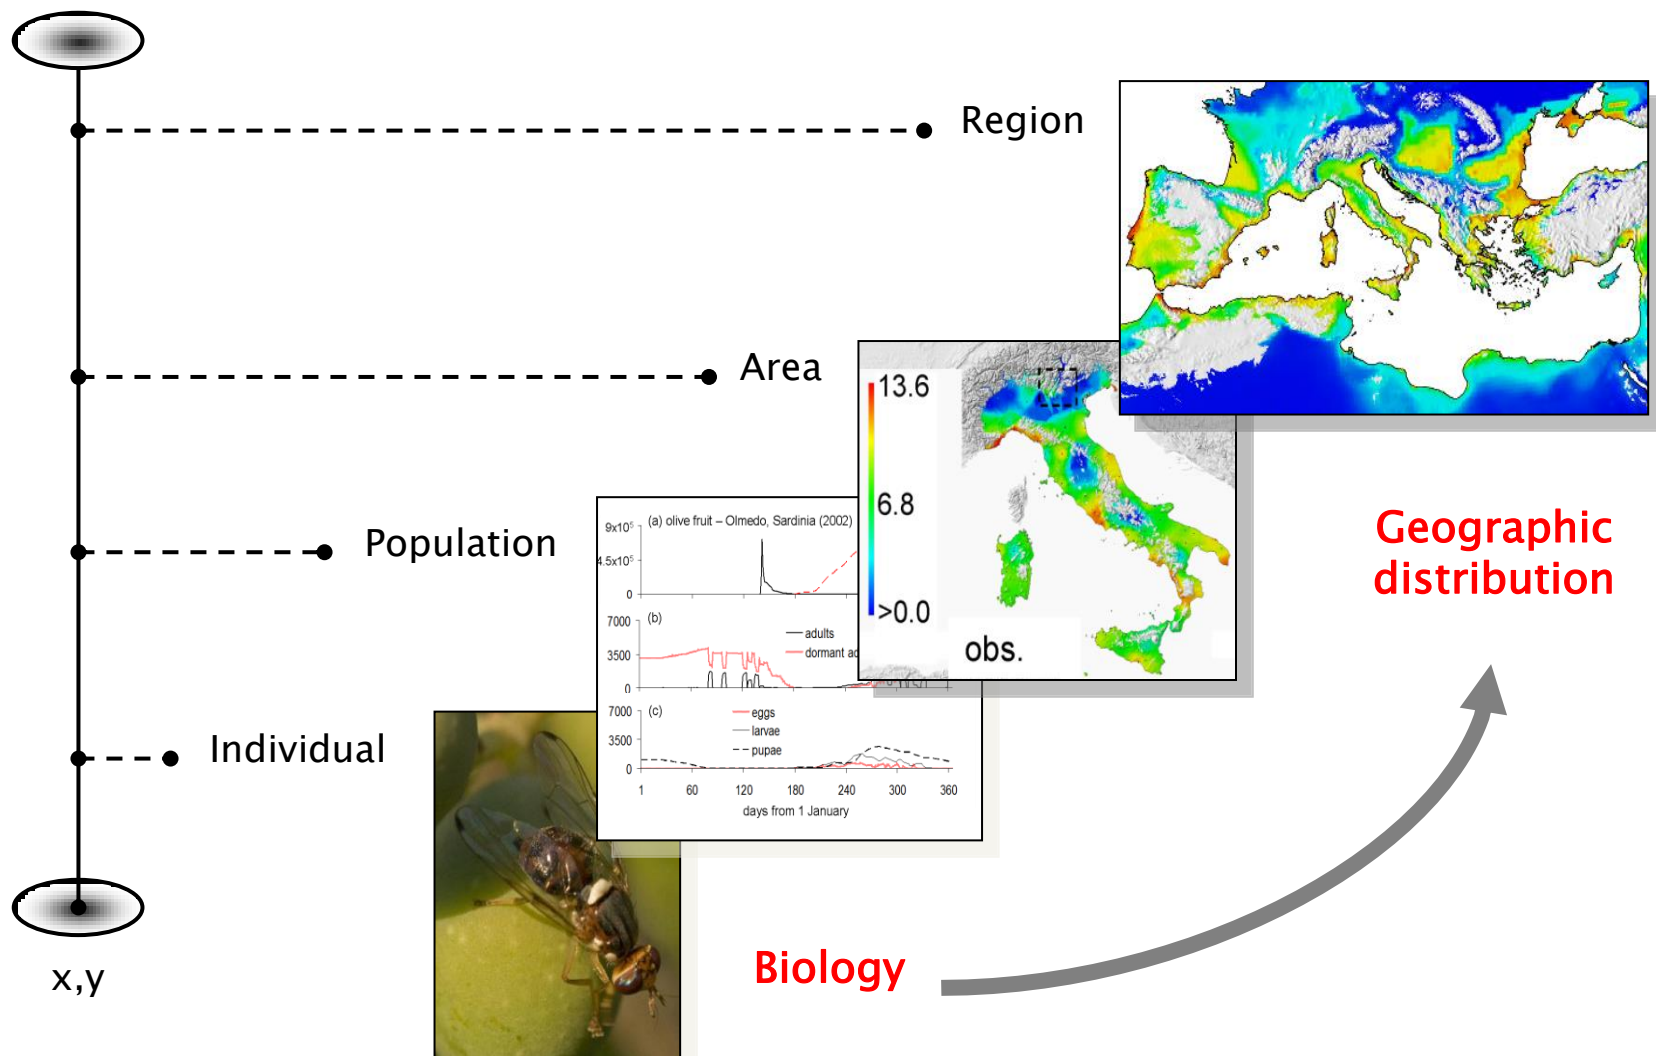 Region
Area
13.6
6.8
>0.0
obs.
Population
(a) olive fruit – Olmedo, Sardinia (2002)
9x10⁵
4.5x10⁵
0
(b)
7000
3500
0
adults
dormant
(c)
7000
3500
0
eggs
larvae
pupae
1 60 120 180 240 300 360
days from 1 January
Individual
Geographic
distribution
Biology
x,y